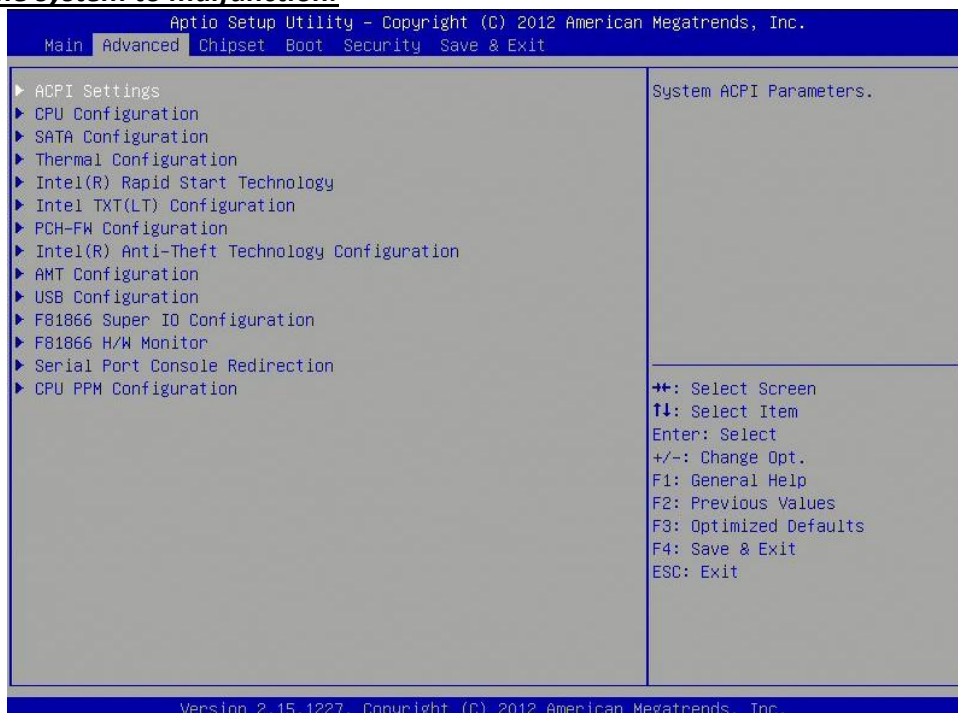 system to malfunction.
Aptio Setup Utility – Copyright (C) 2012 American Megatrends, Inc.
Main Advanced Chipset Boot Security Save & Exit
▶ ACPI Settings
▶ CPU Configuration
▶ SATA Configuration
▶ Thermal Configuration
▶ Intel(R) Rapid Start Technology
▶ Intel TXT(LT) Configuration
▶ PCH-FW Configuration
▶ Intel(R) Anti-Theft Technology Configuration
▶ AMT Configuration
▶ USB Configuration
▶ F81866 Super IO Configuration
▶ F81866 H/W Monitor
▶ Serial Port Console Redirection
▶ CPU PPM Configuration
System ACPI Parameters.
→←: Select Screen
↑↓: Select Item
Enter: Select
+/-: Change Opt.
F1: General Help
F2: Previous Values
F3: Optimized Defaults
F4: Save & Exit
ESC: Exit
Version 2.15.1227. Copyright (C) 2012 American Megatrends, Inc.